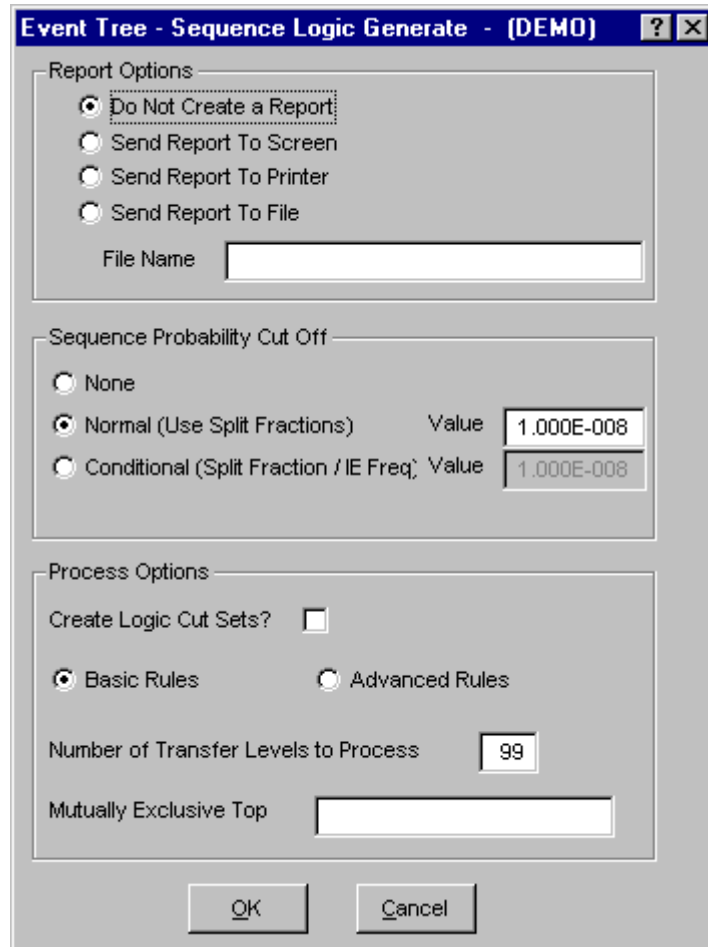 Event Tree - Sequence Logic Generate - (DEMO)
Report Options
Do Not Create a Report
Send Report To Screen
Send Report To Printer
Send Report To File
File Name
Sequence Probability Cut Off
None
Normal (Use Split Fractions) Value 1.000E-008
Conditional (Split Fraction / IE Freq) Value 1.000E-008
Process Options
Create Logic Cut Sets?
Basic Rules Advanced Rules
Number of Transfer Levels to Process 99
Mutually Exclusive Top
OK Cancel